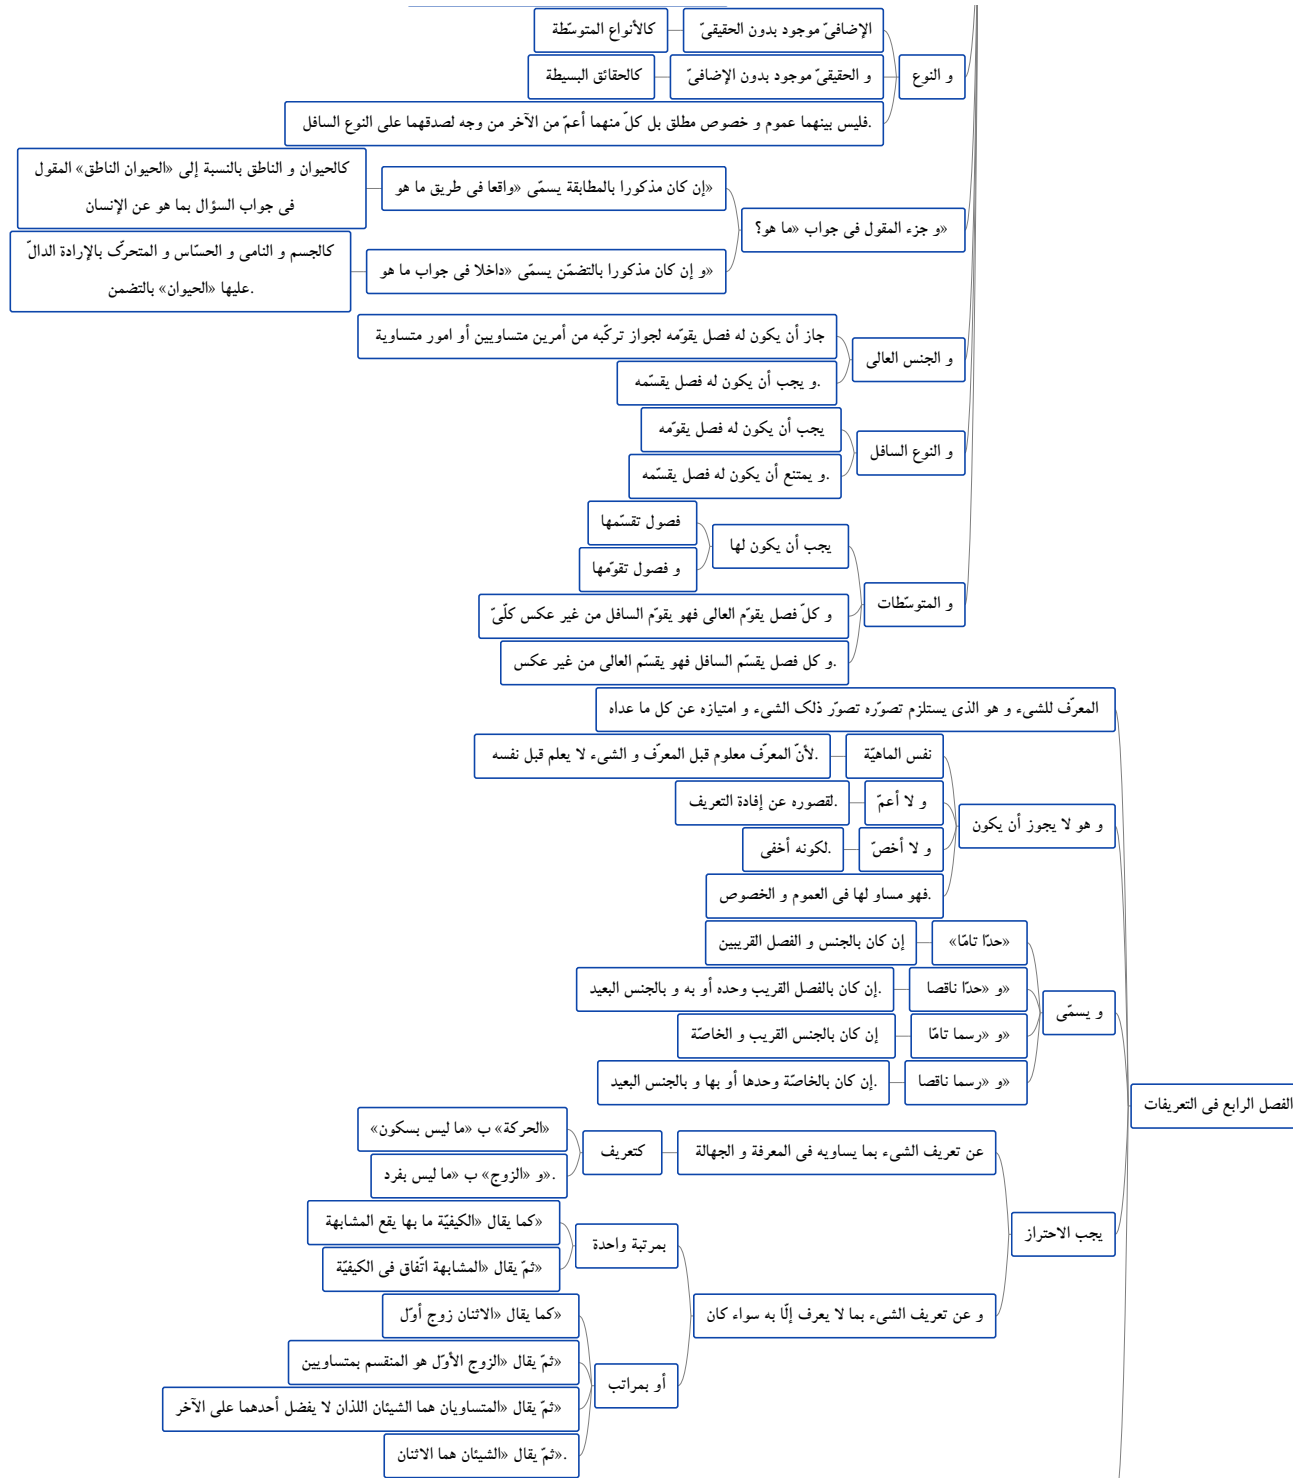 و النوع
الإضافىّ موجود بدون الحقيقىّ
كالأنواع المتوسّطة
و الحقيقىّ موجود بدون الإضافىّ
كالحقائق البسيطة
.فليس بينهما عموم و خصوص مطلق بل كلّ منهما أعمّ من الآخر من وجه لصدقهما على النوع السافل
«و جزء المقول فى جواب «ما هو؟
«إن كان مذكورا بالمطابقة يسمّى «واقعا فى طريق ما هو
كالحيوان و الناطق بالنسبة إلى «الحيوان الناطق» المقول
فى جواب السؤال بما هو عن الإنسان
«و إن كان مذكورا بالتضمّن يسمّى «داخلا فى جواب ما هو
كالجسم و النامى و الحسّاس و المتحرّك بالإرادة الدالّ
.عليها «الحيوان» بالتضمن
و الجنس العالى
جاز أن يكون له فصل يقوّمه لجواز تركّبه من أمرين متساويين أو امور متساوية
.و يجب أن يكون له فصل يقسّمه
و النوع السافل
يجب أن يكون له فصل يقوّمه
.و يمتنع أن يكون له فصل يقسّمه
و المتوسّطات
يجب أن يكون لها
فصول تقسّمها
و فصول تقوّمها
و كلّ فصل يقوّم العالى فهو يقوّم السافل من غير عكس كلّىّ
.و كل فصل يقسّم السافل فهو يقسّم العالى من غير عكس
الفصل الرابع فى التعريفات
المعرّف للشىء و هو الذى يستلزم تصوّره تصوّر ذلک الشىء و امتيازه عن كل ما عداه
و هو لا يجوز أن يكون
نفس الماهيّة
.لأنّ المعرّف معلوم قبل المعرّف و الشىء لا يعلم قبل نفسه
و لا أعمّ
.لقصوره عن إفادة التعريف
و لا أخصّ
.لكونه أخفى
.فهو مساو لها فى العموم و الخصوص
و يسمّى
«حدّا تامّا»
إن كان بالجنس و الفصل القريبين
«و «حدّا ناقصا
.إن كان بالفصل القريب وحده أو به و بالجنس البعيد
«و «رسما تامّا
إن كان بالجنس القريب و الخاصّة
«و «رسما ناقصا
.إن كان بالخاصّة وحدها أو بها و بالجنس البعيد
يجب الاحتراز
عن تعريف الشىء بما يساويه فى المعرفة و الجهالة
كتعريف
«الحركة» ب «ما ليس بسكون»
.«و «الزوج» ب «ما ليس بفرد
و عن تعريف الشىء بما لا يعرف إلّا به سواء كان
بمرتبة واحدة
«كما يقال «الكيفيّة ما بها يقع المشابهة
«ثمّ يقال «المشابهة اتّفاق فى الكيفيّة
أو بمراتب
«كما يقال «الاثنان زوج أوّل
«ثمّ يقال «الزوج الأوّل هو المنقسم بمتساويين
«ثمّ يقال «المتساويان هما الشيئان اللذان لا يفضل أحدهما على الآخر
.«ثمّ يقال «الشيئان هما الاثنان